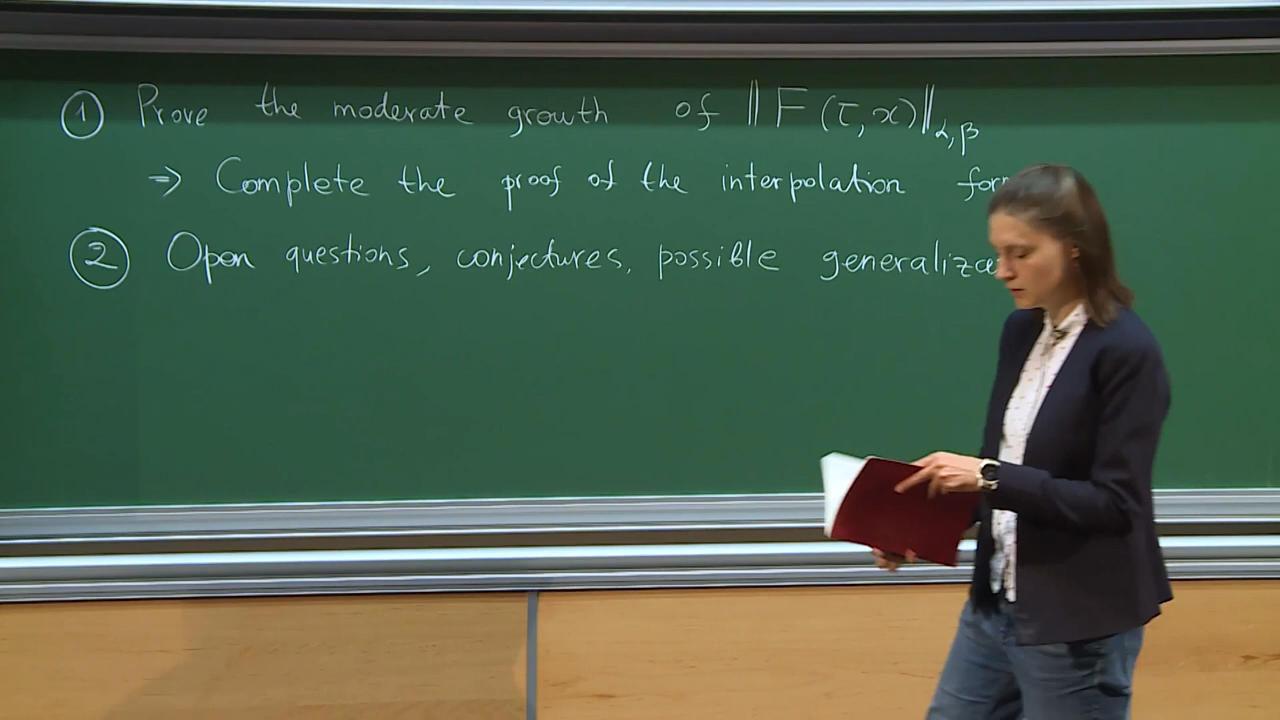 ① Prove the moderate growth of ‖F(τ,x)‖α,β
⇒ Complete the proof of the interpolation
② Open questions, conjectures, possible